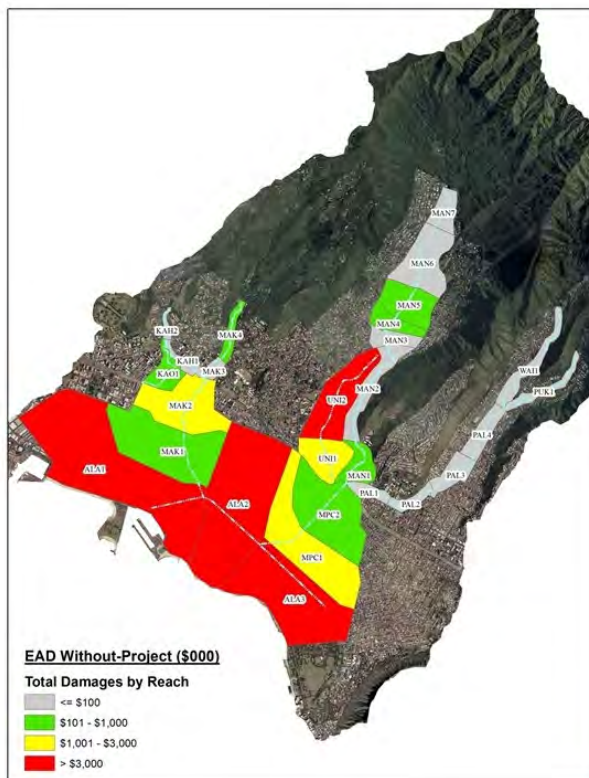 MAN7
MAN6
MAN5
MAN4
MAN3
KAH2
MAK4
KAH1
MAK3
KAO1
MAN2
WAI1
PUK1
UNI2
MAK2
PAL4
MAK1
UNI1
MAN1
PAL3
ALA1
PAL1
PAL2
ALA2
MPC2
MPC1
ALA3
EAD Without-Project ($000)
Total Damages by Reach
<= $100
$101 - $1,000
$1,001 - $3,000
> $3,000